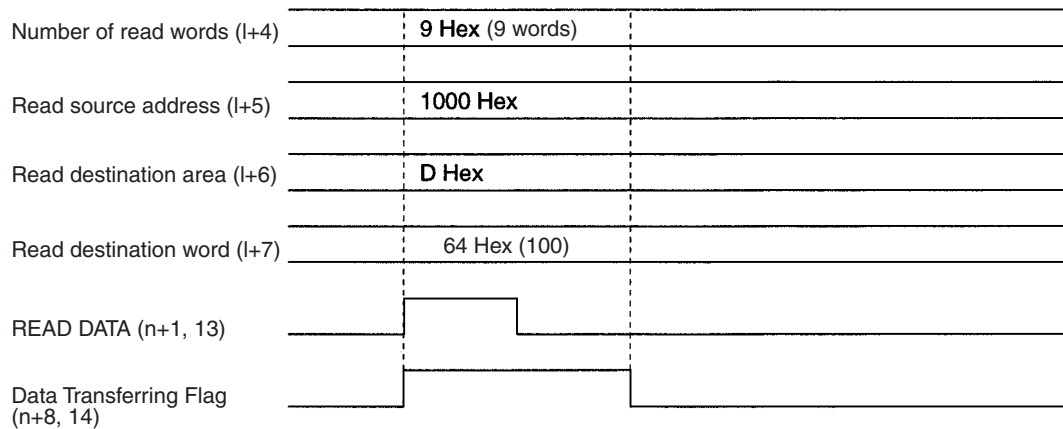 Number of read words (l+4)
9 Hex (9 words)
Read source address (l+5)
1000 Hex
Read destination area (l+6)
D Hex
Read destination word (l+7)
64 Hex (100)
READ DATA (n+1, 13)
Data Transferring Flag
(n+8, 14)